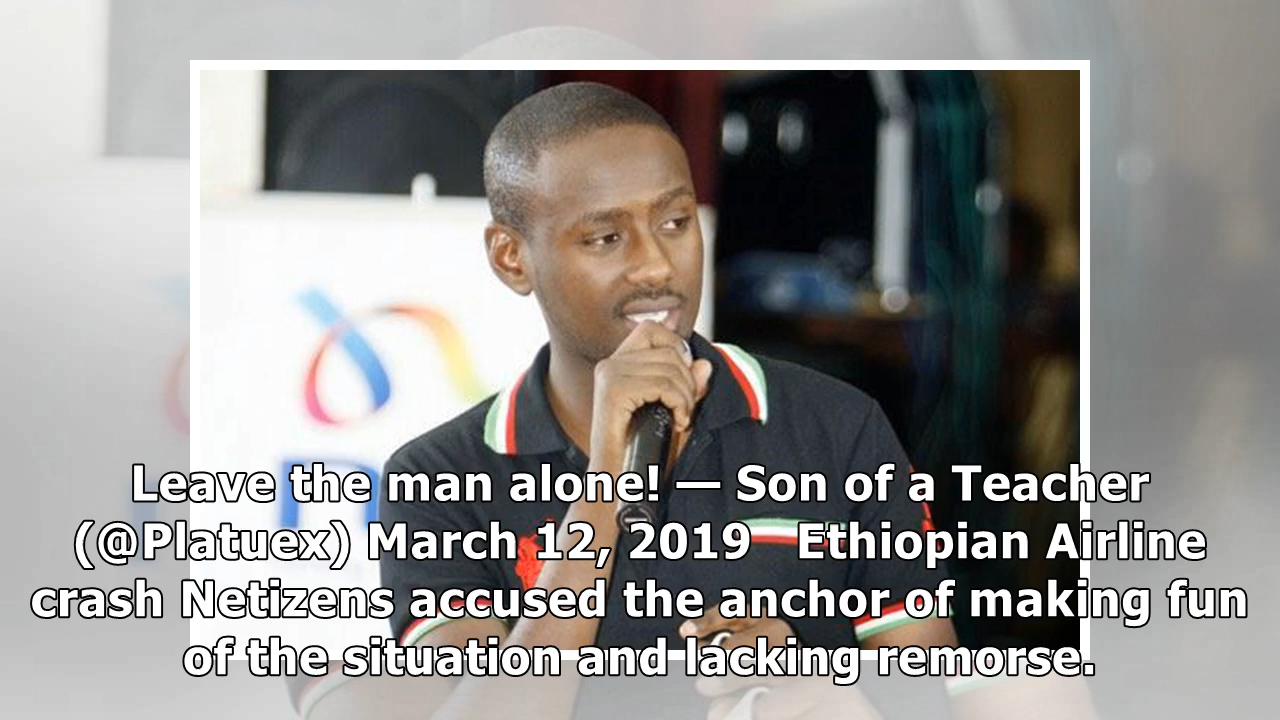 Leave the man alone! — Son of a Teacher
(@Platuex) March 12, 2019   Ethiopian Airline
crash Netizens accused the anchor of making fun
of the situation and lacking remorse.